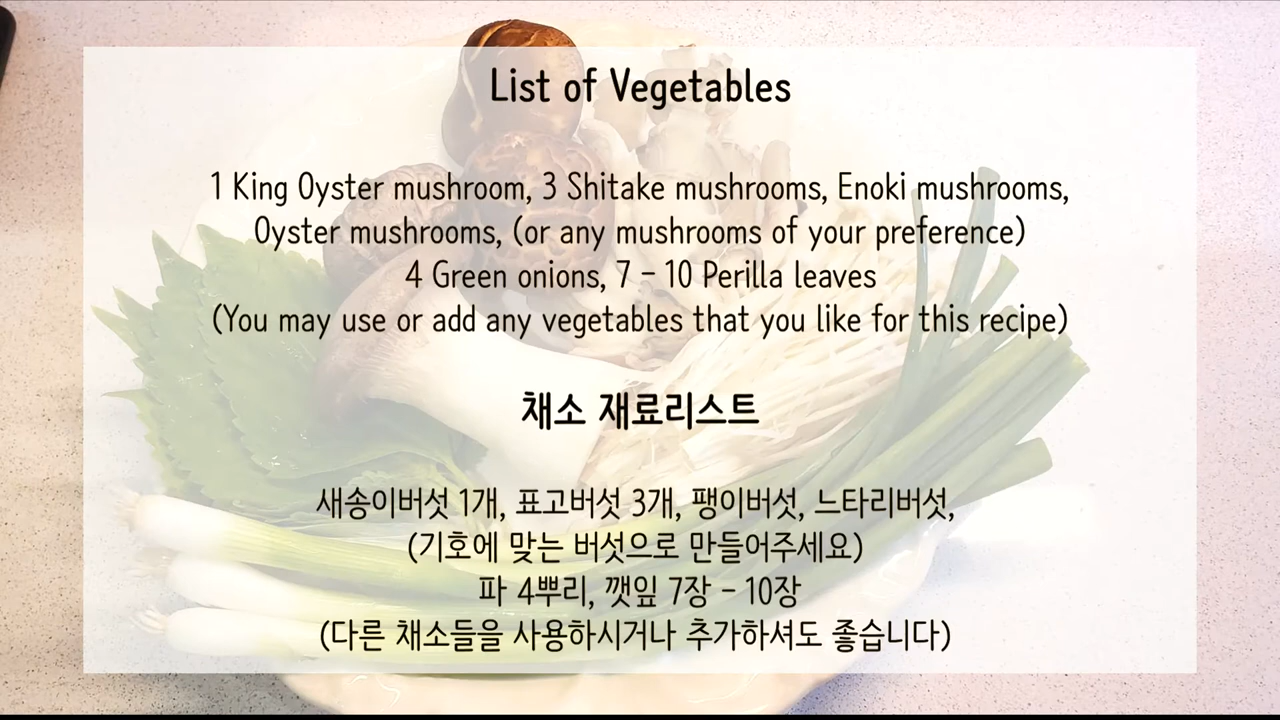 List of Vegetables
1 King Oyster mushroom, 3 Shitake mushrooms, Enoki mushrooms,
Oyster mushrooms, (or any mushrooms of your preference)
4 Green onions, 7 – 10 Perilla leaves
(You may use or add any vegetables that you like for this recipe)
채소 재료리스트
새송이버섯 1개, 표고버섯 3개, 팽이버섯, 느타리버섯,
(기호에 맞는 버섯으로 만들어주세요)
파 4뿌리, 깻잎 7장 – 10장
(다른 채소들을 사용하시거나 추가하셔도 좋습니다)